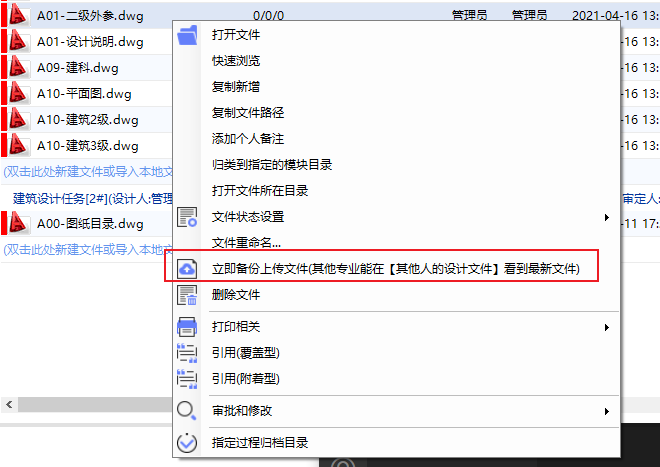 A01-二级外参.dwg 0/0/0 管理员 管理员 2021-04-16 13:
打开文件
A01-设计说明.dwg -16 13:
快速浏览
A09-建科.dwg -16 13:
复制新增
A10-平面图.dwg -16 13:
复制文件路径
A10-建筑2级.dwg -16 13:
添加个人备注
A10-建筑3级.dwg -16 13:
归类到指定的模块目录
(双击此处新建文件或导入本地文
打开文件所在目录
建筑设计任务[2#](设计人:管理 审定人:
文件状态设置
A00-图纸目录.dwg -11 17:
文件重命名...
(双击此处新建文件或导入本地文
立即备份上传文件(其他专业能在【其他人的设计文件】看到最新文件)
删除文件
打印相关
引用(覆盖型)
引用(附着型)
审批和修改
指定过程归档目录